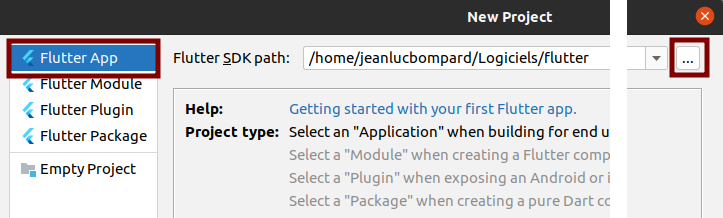 New Project
Flutter App
Flutter SDK path: /home/jeanlucbompard/Logiciels/flutter ...
Flutter Module
Flutter Plugin
Help: Getting started with your first Flutter app.
Flutter Package
Project type: Select an "Application" when building for end u
Select a "Module" when creating a Flutter comp
Empty Project
Select a "Plugin" when exposing an Android or i
Select a "Package" when creating a pure Dart co